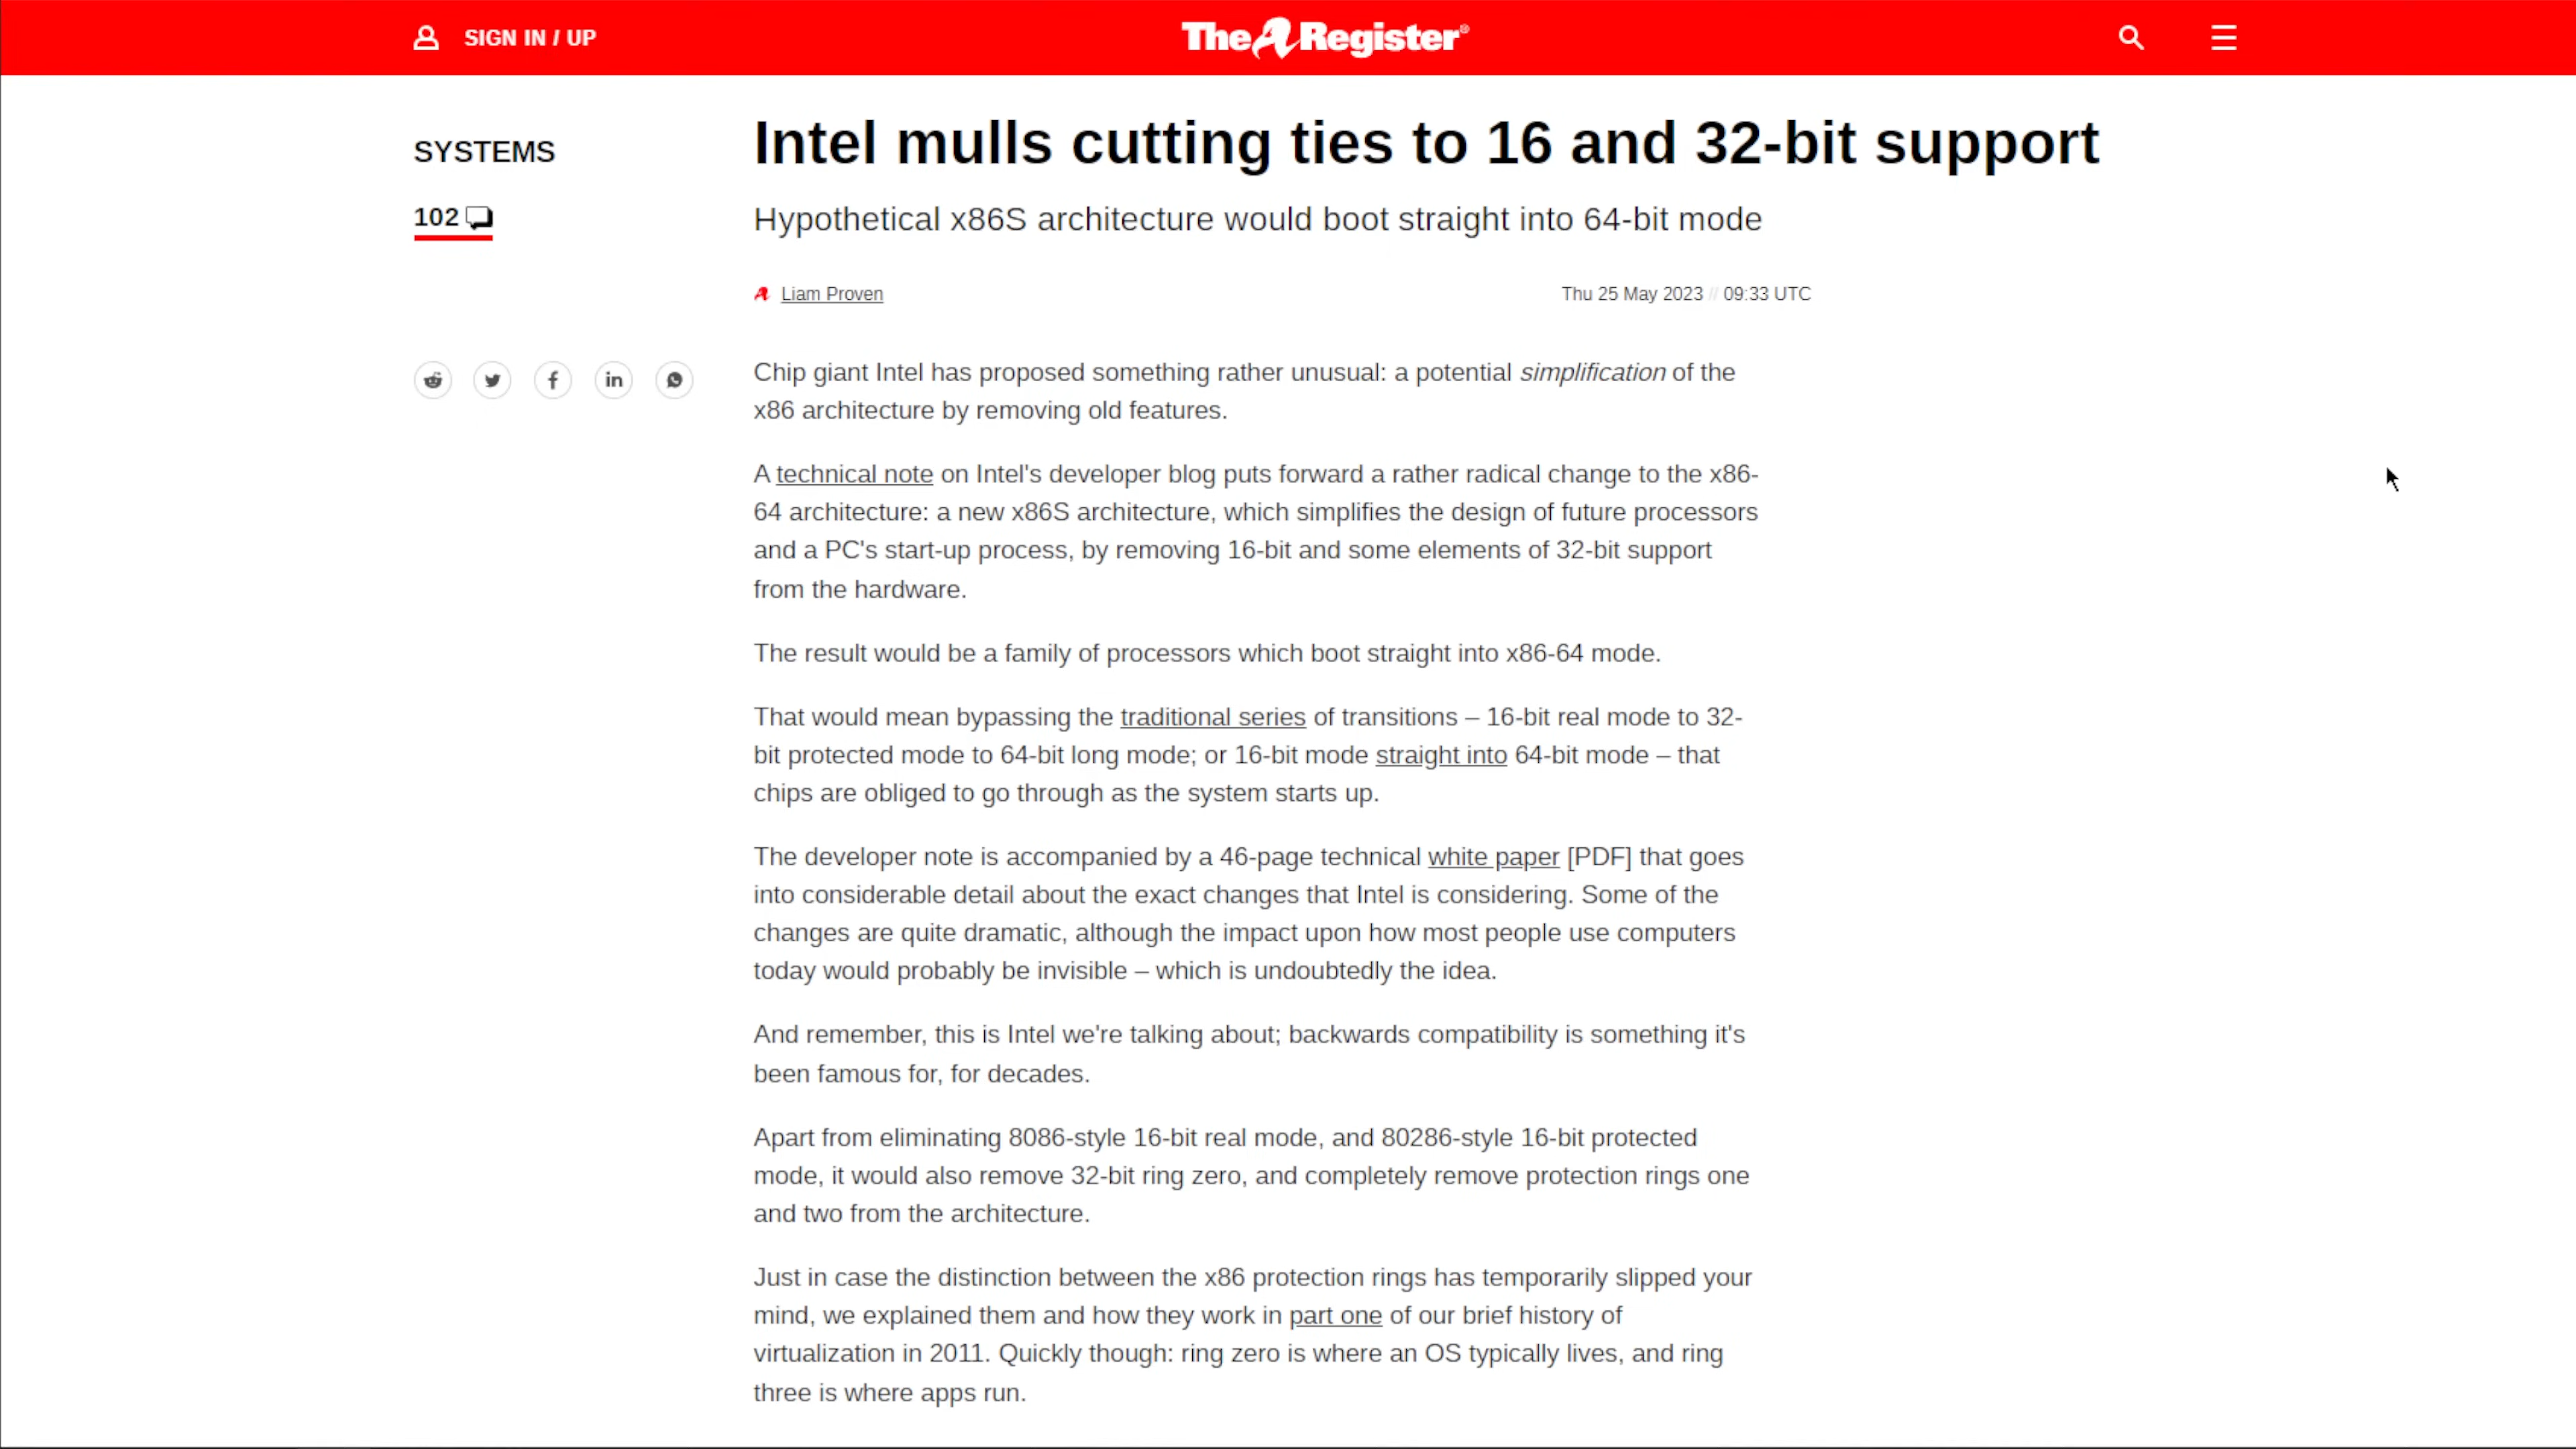 SIGN IN / UP
The Register®
SYSTEMS
102
Intel mulls cutting ties to 16 and 32-bit support
Hypothetical x86S architecture would boot straight into 64-bit mode
Liam Proven
Thu 25 May 2023 // 09:33 UTC
Chip giant Intel has proposed something rather unusual: a potential simplification of the
x86 architecture by removing old features.
A technical note on Intel's developer blog puts forward a rather radical change to the x86-
64 architecture: a new x86S architecture, which simplifies the design of future processors
and a PC's start-up process, by removing 16-bit and some elements of 32-bit support
from the hardware.
The result would be a family of processors which boot straight into x86-64 mode.
That would mean bypassing the traditional series of transitions – 16-bit real mode to 32-
bit protected mode to 64-bit long mode; or 16-bit mode straight into 64-bit mode – that
chips are obliged to go through as the system starts up.
The developer note is accompanied by a 46-page technical white paper [PDF] that goes
into considerable detail about the exact changes that Intel is considering. Some of the
changes are quite dramatic, although the impact upon how most people use computers
today would probably be invisible – which is undoubtedly the idea.
And remember, this is Intel we're talking about; backwards compatibility is something it's
been famous for, for decades.
Apart from eliminating 8086-style 16-bit real mode, and 80286-style 16-bit protected
mode, it would also remove 32-bit ring zero, and completely remove protection rings one
and two from the architecture.
Just in case the distinction between the x86 protection rings has temporarily slipped your
mind, we explained them and how they work in part one of our brief history of
virtualization in 2011. Quickly though: ring zero is where an OS typically lives, and ring
three is where apps run.